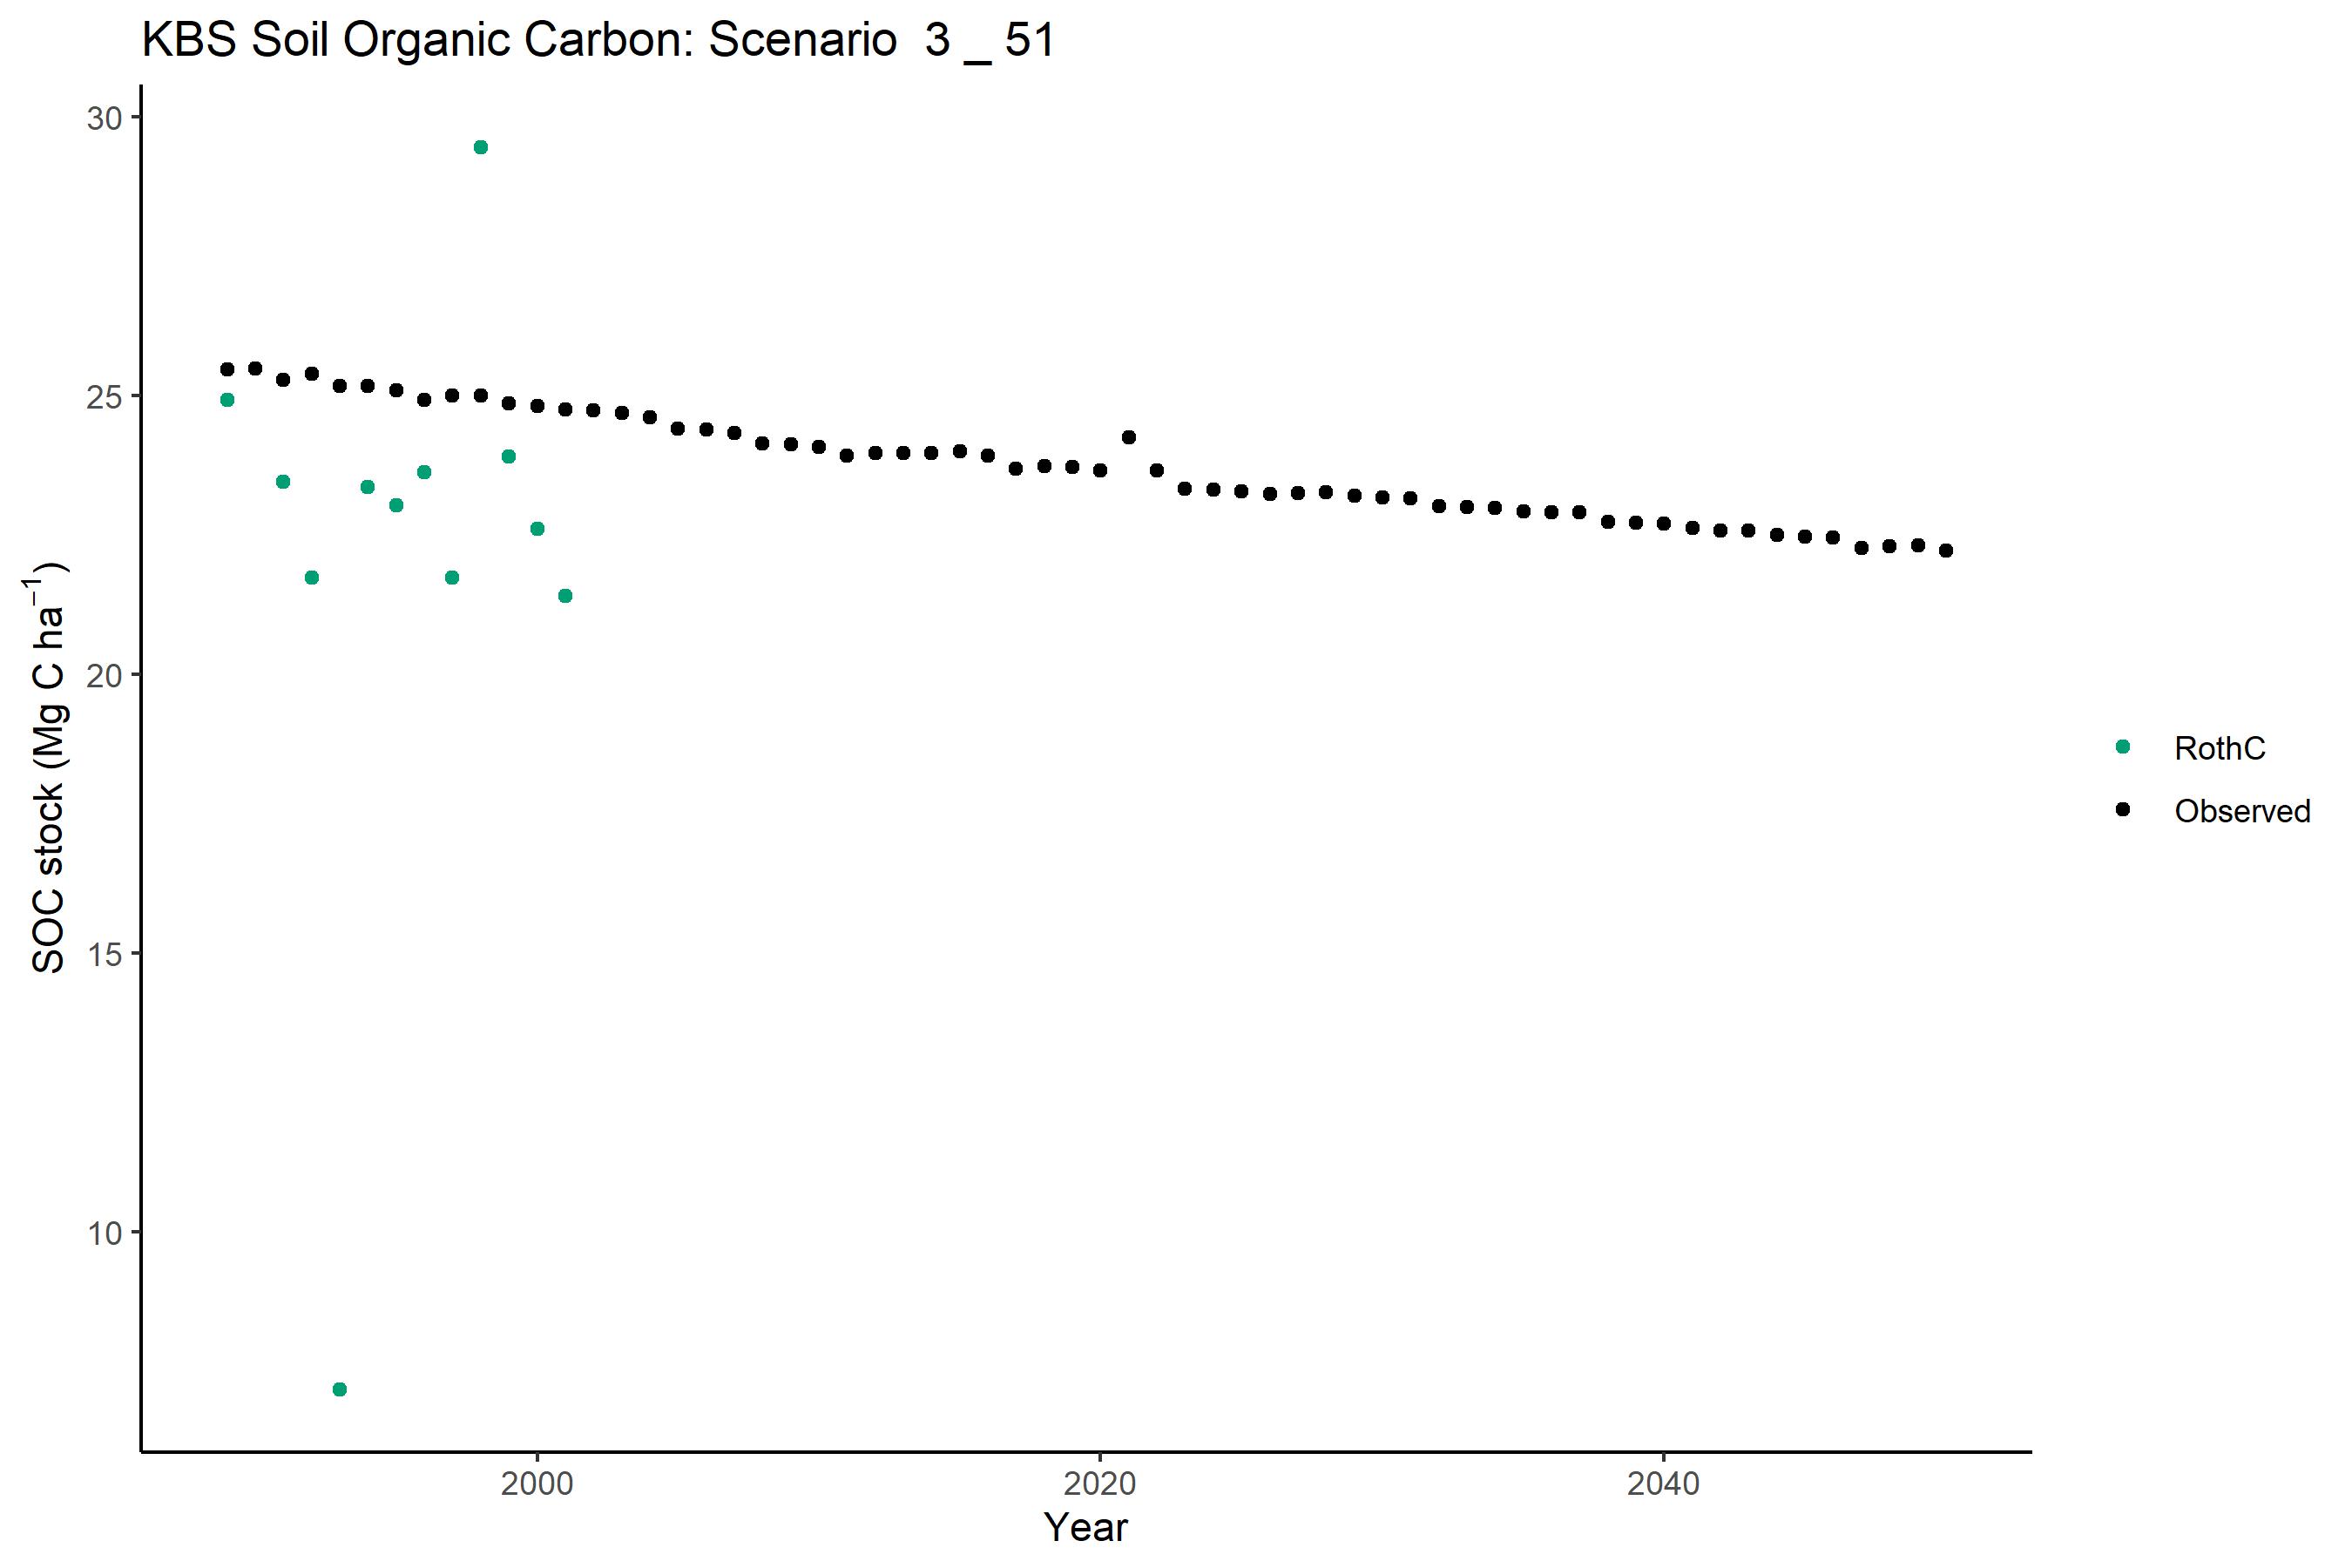 KBS Soil Organic Carbon: Scenario  3 _ 51
SOC stock (Mg C ha⁻¹)
30
25
20
15
10
2000
2020
2040
Year
RothC
Observed